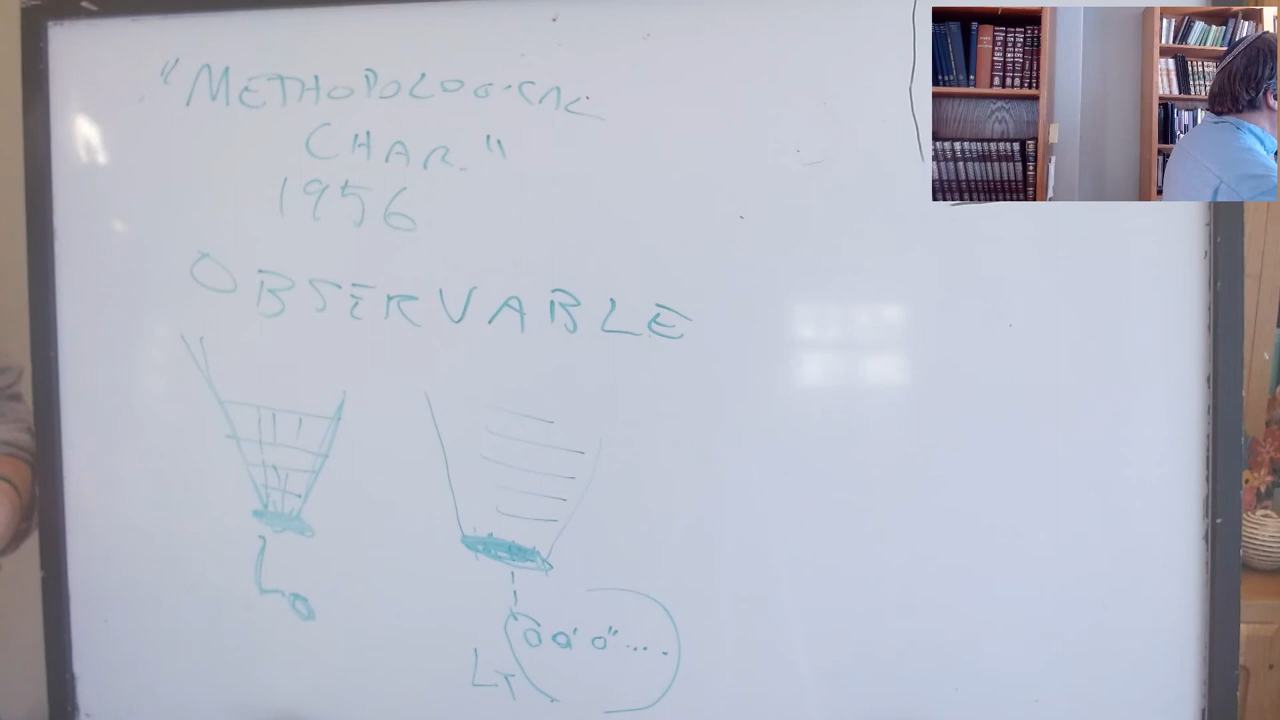 "METHODOLOGICAL
CHAR."
1956
OBSERVABLE
Lo
O O' O" ....
LT